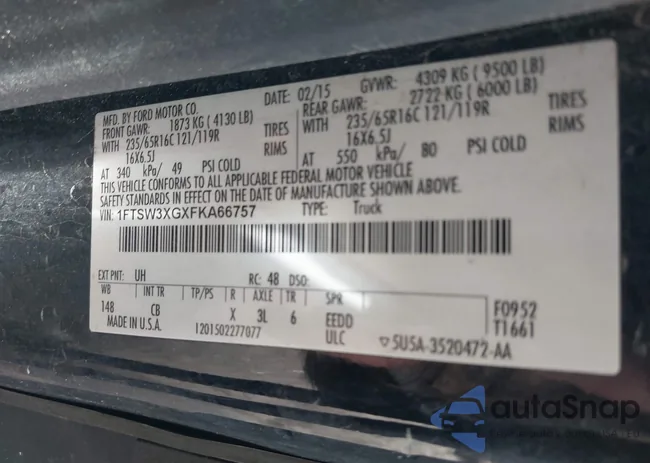 MFD. BY FORD MOTOR CO.
DATE: 02/15 GVWR: 4309 KG ( 9500 LB)
FRONT GAWR: 1873 KG ( 4130 LB) REAR GAWR: 2722 KG ( 6000 LB)
WITH 235/65R16C 121/119R TIRES WITH 235/65R16C 121/119R TIRES
16X6.5J RIMS 16X6.5J RIMS
AT 340 kPa/ 49 PSI COLD AT 550 kPa/ 80 PSI COLD
THIS VEHICLE CONFORMS TO ALL APPLICABLE FEDERAL MOTOR VEHICLE
SAFETY STANDARDS IN EFFECT ON THE DATE OF MANUFACTURE SHOWN ABOVE.
VIN: 1FTSW3XGXFKA66757 TYPE: Truck
EXT PNT: UH RC: 48 DSO:
WB INT TR TP/PS R AXLE TR SPR
148 CB X 3L 6 EEDO
MADE IN U.S.A. 1201502277077 ULC
F0952
T1661
5U5A-3520472-AA
autaSnap